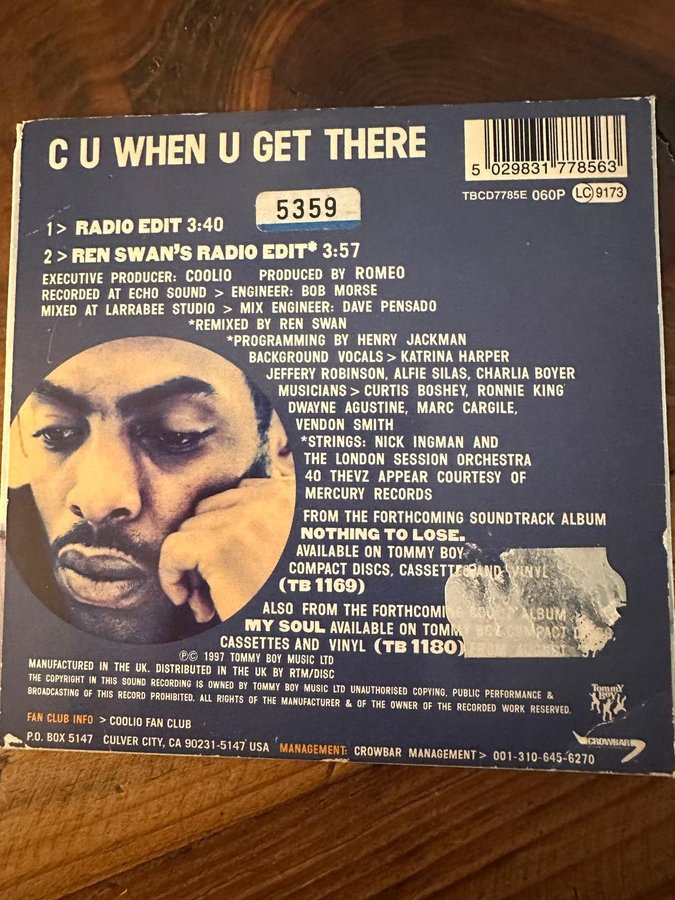 C U WHEN U GET THERE
5 029831 778563
TBCD7785E 060P LC 9173
5359
1> RADIO EDIT 3:40
2> REN SWAN'S RADIO EDIT* 3:57
EXECUTIVE PRODUCER: COOLIO PRODUCED BY ROMEO
RECORDED AT ECHO SOUND > ENGINEER: BOB MORSE
MIXED AT LARRABEE STUDIO > MIX ENGINEER: DAVE PENSADO
*REMIXED BY REN SWAN
*PROGRAMMING BY HENRY JACKMAN
BACKGROUND VOCALS > KATRINA HARPER
JEFFERY ROBINSON, ALFIE SILAS, CHARLIA BOYER
MUSICIANS > CURTIS BOSHEY, RONNIE KING
DWAYNE AGUSTINE, MARC CARGILE,
VENDON SMITH
*STRINGS: NICK INGMAN AND
THE LONDON SESSION ORCHESTRA
40 THEVZ APPEAR COURTESY OF
MERCURY RECORDS
FROM THE FORTHCOMING SOUNDTRACK ALBUM
NOTHING TO LOSE.
AVAILABLE ON TOMMY BOY
COMPACT DISCS, CASSETTES AND VINYL
(TB 1169)
ALSO FROM THE FORTHCOMING ALBUM
MY SOUL AVAILABLE ON TOMMY BOY COMPACT
CASSETTES AND VINYL (TB 1180)
℗© 1997 TOMMY BOY MUSIC LTD
MANUFACTURED IN THE UK. DISTRIBUTED IN THE UK BY RTM/DISC
THE COPYRIGHT IN THIS SOUND RECORDING IS OWNED BY TOMMY BOY MUSIC LTD UNAUTHORISED COPYING, PUBLIC PERFORMANCE &
BROADCASTING OF THIS RECORD PROHIBITED. ALL RIGHTS OF THE MANUFACTURER & OF THE OWNER OF THE RECORDED WORK RESERVED.
TOMMY BOY
FAN CLUB INFO > COOLIO FAN CLUB
CROWBAR
P.O. BOX 5147 CULVER CITY, CA 90231-5147 USA MANAGEMENT: CROWBAR MANAGEMENT> 001-310-645-6270